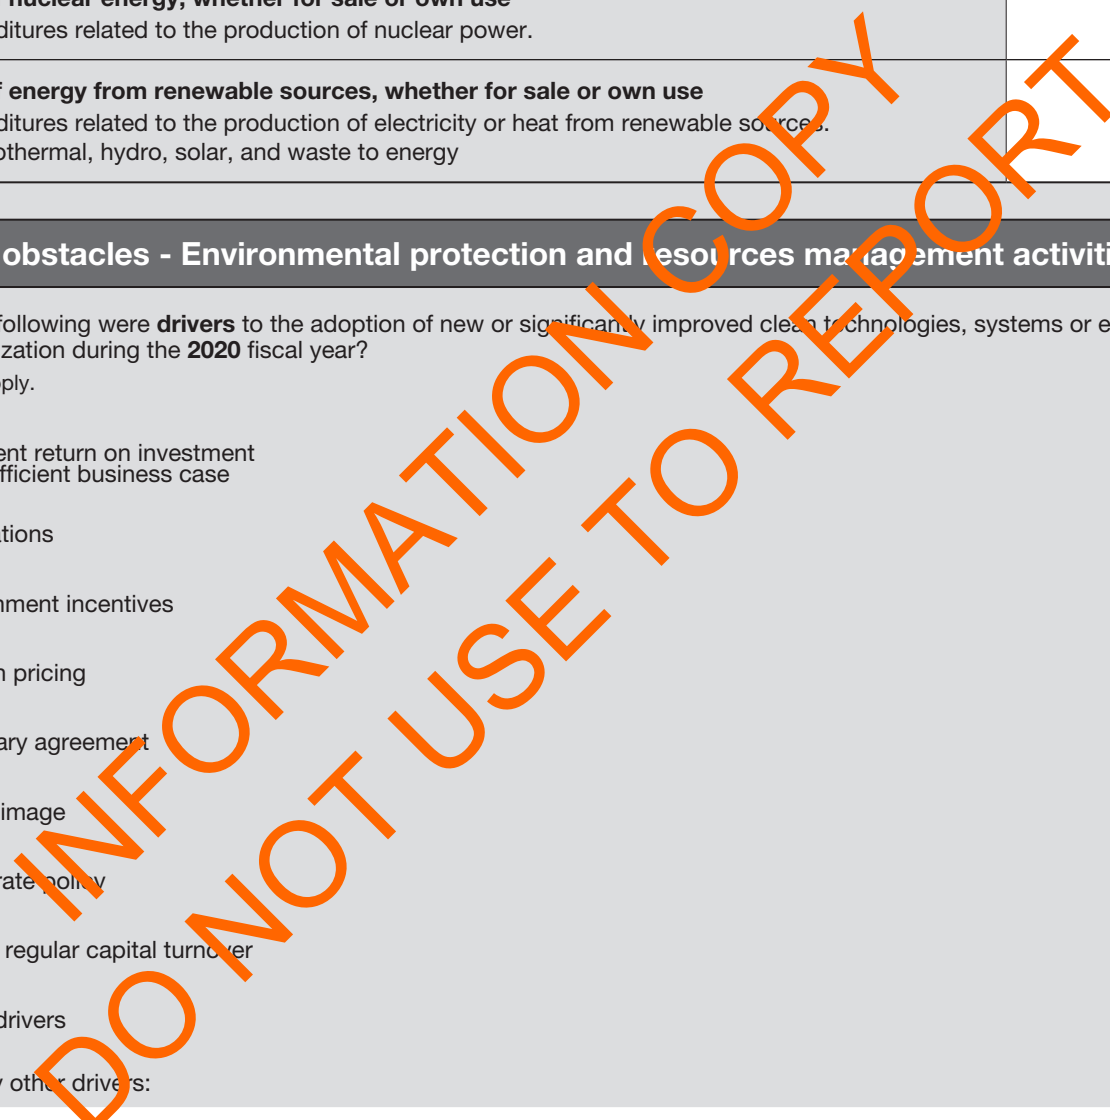 nuclear energy, whether for sale or own use
ditures related to the production of nuclear power.
f energy from renewable sources, whether for sale or own use
ditures related to the production of electricity or heat from renewable sources.
othermal, hydro, solar, and waste to energy
obstacles - Environmental protection and resources management activiti
following were drivers to the adoption of new or significantly improved clean technologies, systems or e
ization during the 2020 fiscal year?
pply.
ent return on investment
fficient business case
ations
nment incentives
n pricing
ary agreement
image
rate policy
regular capital turnover
drivers
y other drivers:
INFORMATION COPY
DO NOT USE TO REPORT